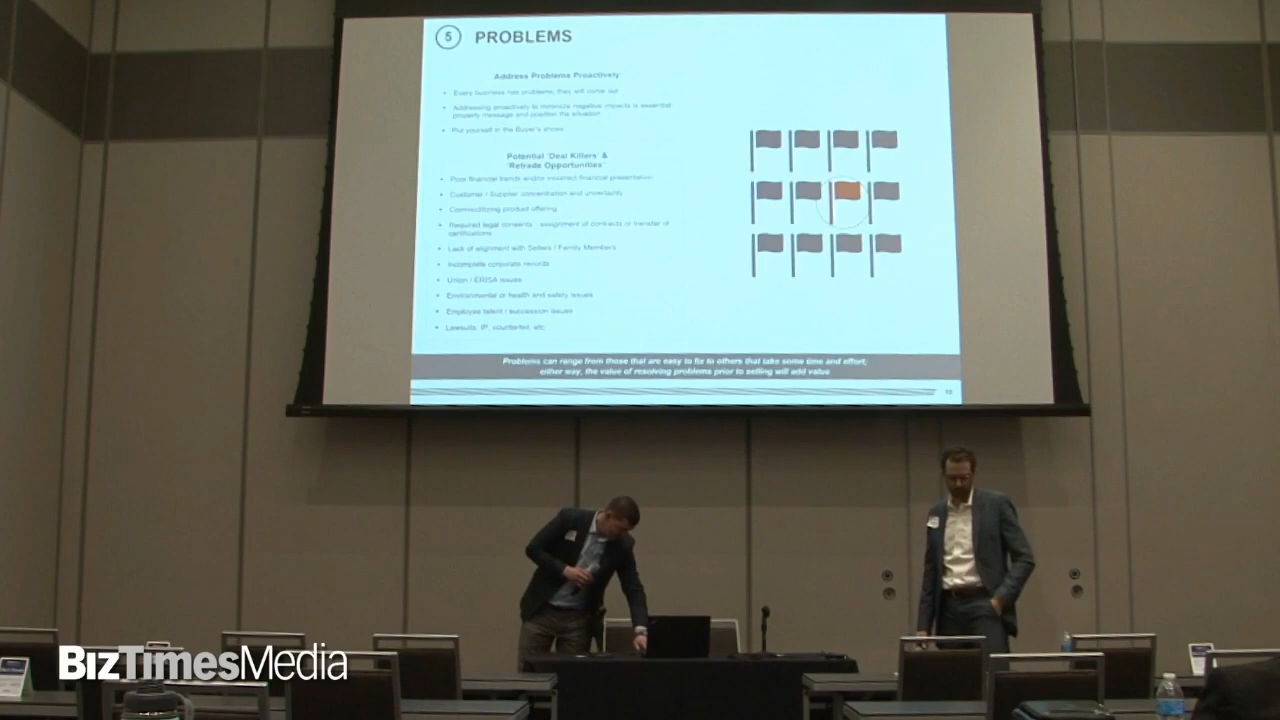 5 PROBLEMS
Address Problems Proactively
• Every business has problems, they will come out
• Addressing proactively to minimize negative impacts is essential
properly message and position the situation
• Put yourself in the Buyer's shoes
Potential 'Deal Killers' &
'Retrade Opportunities'
• Poor financial trends and/or incorrect financial presentation
• Customer / Supplier concentration and uncertainty
• Commoditizing product offering
• Required legal consents - assignment of contracts or transfer of
certifications
• Lack of alignment with Sellers / Family Members
• Incomplete corporate records
• Union / ERISA issues
• Environmental or health and safety issues
• Employee talent / succession issues
• Lawsuits, IP, counterfeit, etc
Problems can range from those that are easy to fix to others that take some time and effort;
either way, the value of resolving problems prior to selling will add value
BizTimesMedia